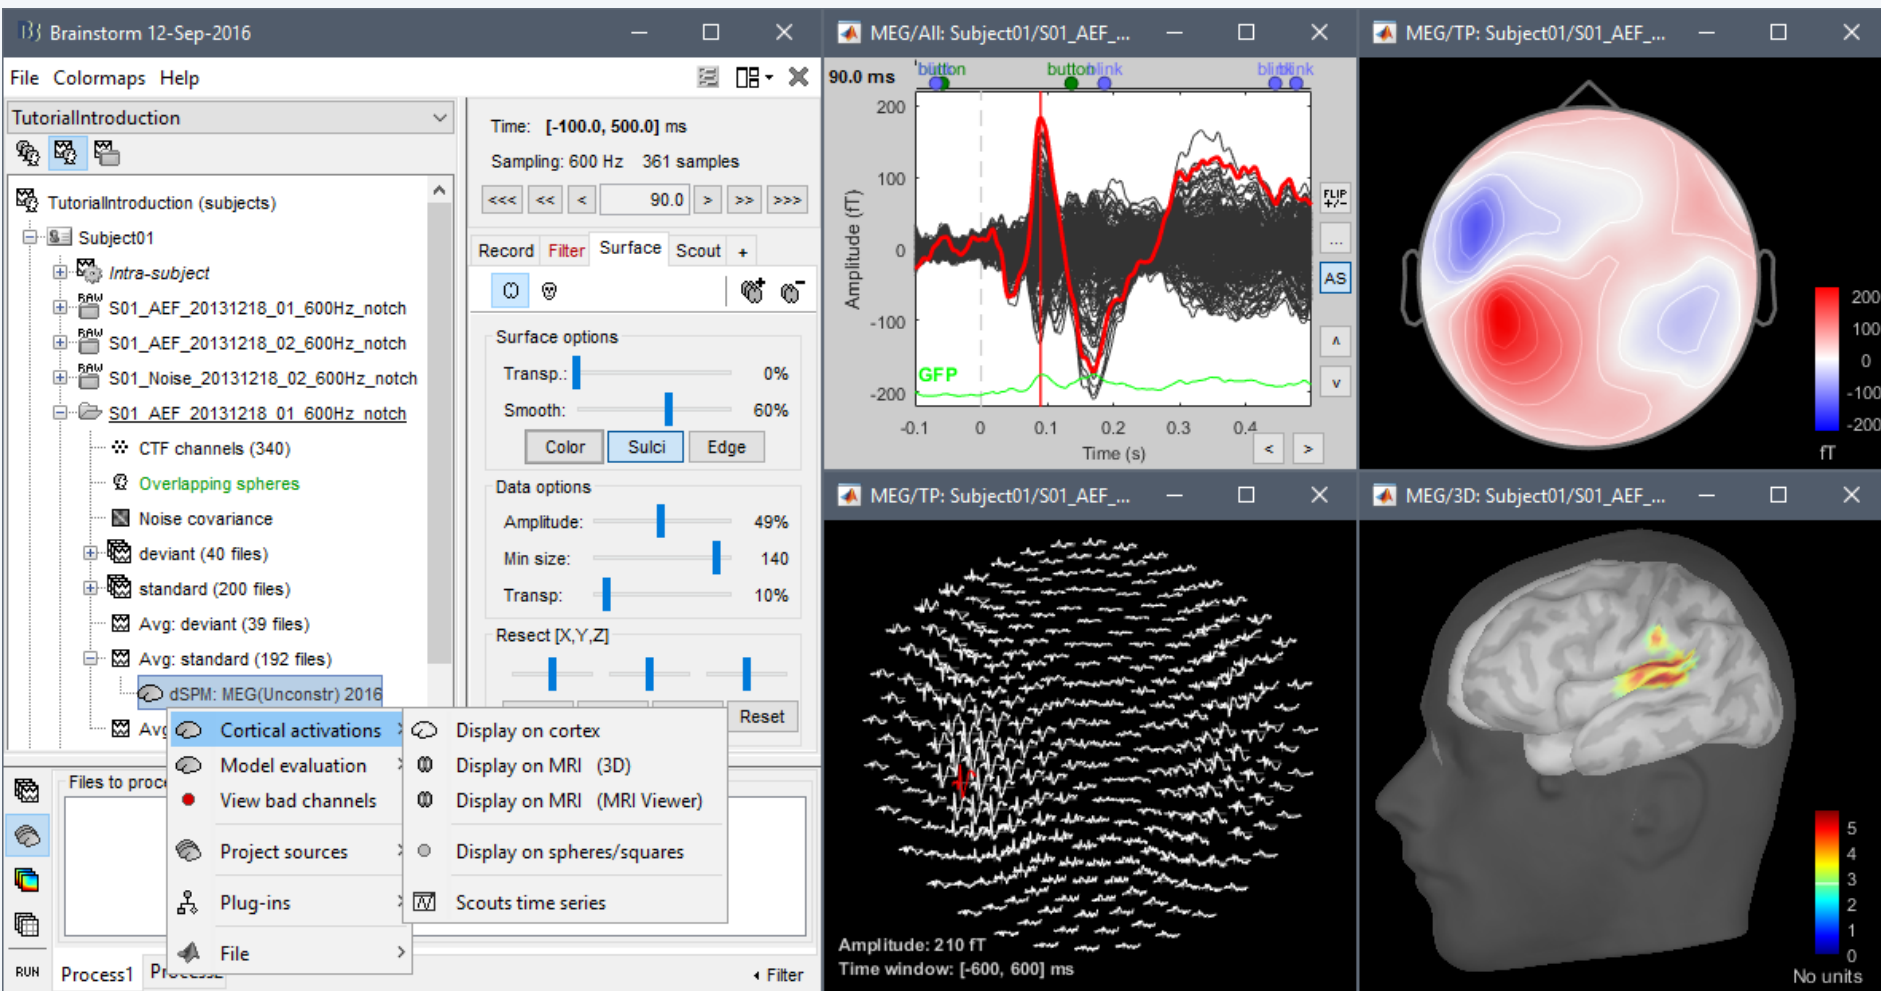 Brainstorm 12-Sep-2016
File Colormaps Help
TutorialIntroduction
TutorialIntroduction (subjects)
Subject01
Intra-subject
RAW S01_AEF_20131218_01_600Hz_notch
RAW S01_AEF_20131218_02_600Hz_notch
RAW S01_Noise_20131218_02_600Hz_notch
S01_AEF_20131218_01_600Hz_notch
CTF channels (340)
Overlapping spheres
Noise covariance
deviant (40 files)
standard (200 files)
Avg: deviant (39 files)
Avg: standard (192 files)
dSPM: MEG(Unconstr) 2016
Avg
Cortical activations >
Model evaluation >
View bad channels
Project sources >
Plug-ins >
File >
Display on cortex
Display on MRI (3D)
Display on MRI (MRI Viewer)
Display on spheres/squares
Scouts time series
Files to proce
RUN
Process1
Filter
Time: [-100.0, 500.0] ms
Sampling: 600 Hz 361 samples
<<< << < 90.0 > >> >>>
Record Filter Surface Scout +
Surface options
Transp.: 0%
Smooth: 60%
Color Sulci Edge
Data options
Amplitude: 49%
Min size: 140
Transp: 10%
Resect [X,Y,Z]
Reset
MEG/All: Subject01/S01_AEF_...
90.0 ms
button button blink
200
100
0
-100
-200
Amplitude (fT)
GFP
-0.1 0 0.1 0.2 0.3 0.4
Time (s)
FLIP
+/-
...
AS
< >
MEG/TP: Subject01/S01_AEF_...
200
100
0
-100
-200
fT
MEG/TP: Subject01/S01_AEF_...
Amplitude: 210 fT
Time window: [-600, 600] ms
MEG/3D: Subject01/S01_AEF_...
5
4
3
2
1
0
No units